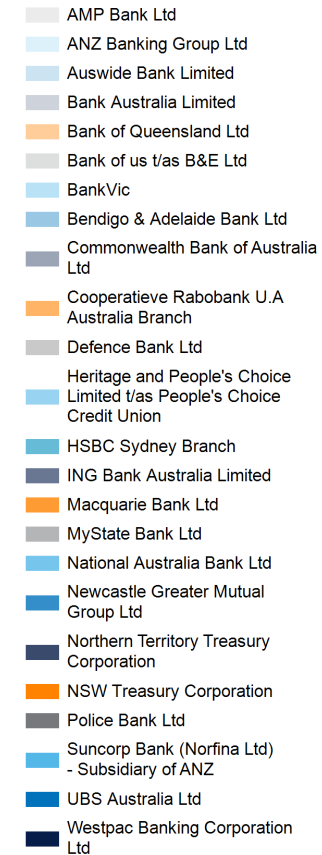 AMP Bank Ltd
ANZ Banking Group Ltd
Auswide Bank Limited
Bank Australia Limited
Bank of Queensland Ltd
Bank of us t/as B&E Ltd
BankVic
Bendigo & Adelaide Bank Ltd
Commonwealth Bank of Australia
Ltd
Cooperatieve Rabobank U.A
Australia Branch
Defence Bank Ltd
Heritage and People's Choice
Limited t/as People's Choice
Credit Union
HSBC Sydney Branch
ING Bank Australia Limited
Macquarie Bank Ltd
MyState Bank Ltd
National Australia Bank Ltd
Newcastle Greater Mutual
Group Ltd
Northern Territory Treasury
Corporation
NSW Treasury Corporation
Police Bank Ltd
Suncorp Bank (Norfina Ltd)
- Subsidiary of ANZ
UBS Australia Ltd
Westpac Banking Corporation
Ltd